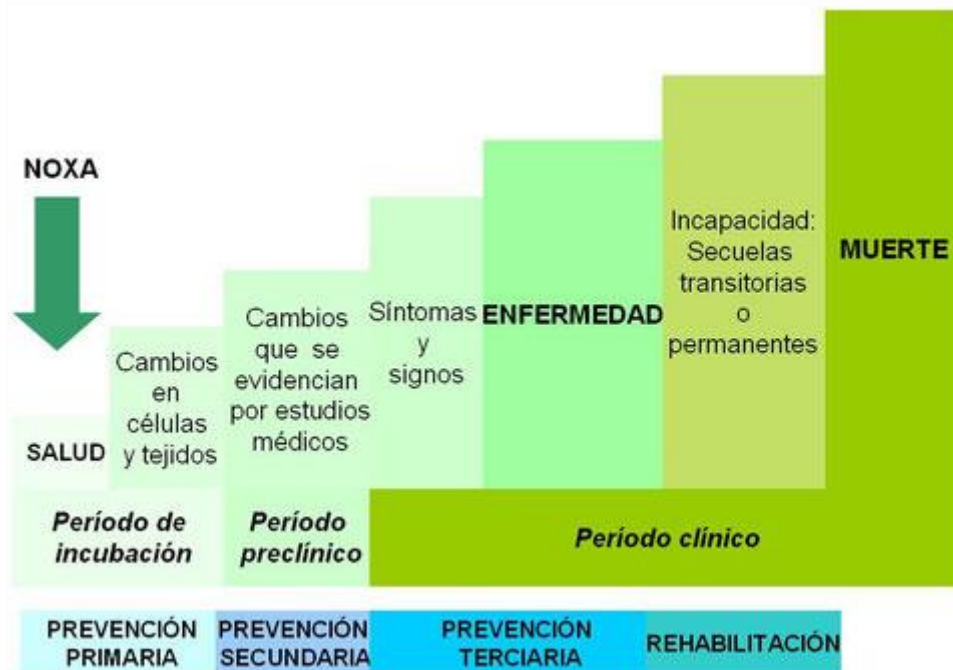 NOXA
SALUD
Cambios
en
células
y tejidos
Cambios
que se
evidencian
por estudios
médicos
Síntomas
y
signos
ENFERMEDAD
Incapacidad:
Secuelas
transitorias
o
permanentes
MUERTE
Período de
incubación
Período
preclínico
Período clínico
PREVENCIÓN
PRIMARIA
PREVENCIÓN
SECUNDARIA
PREVENCIÓN
TERCIARIA
REHABILITACIÓN